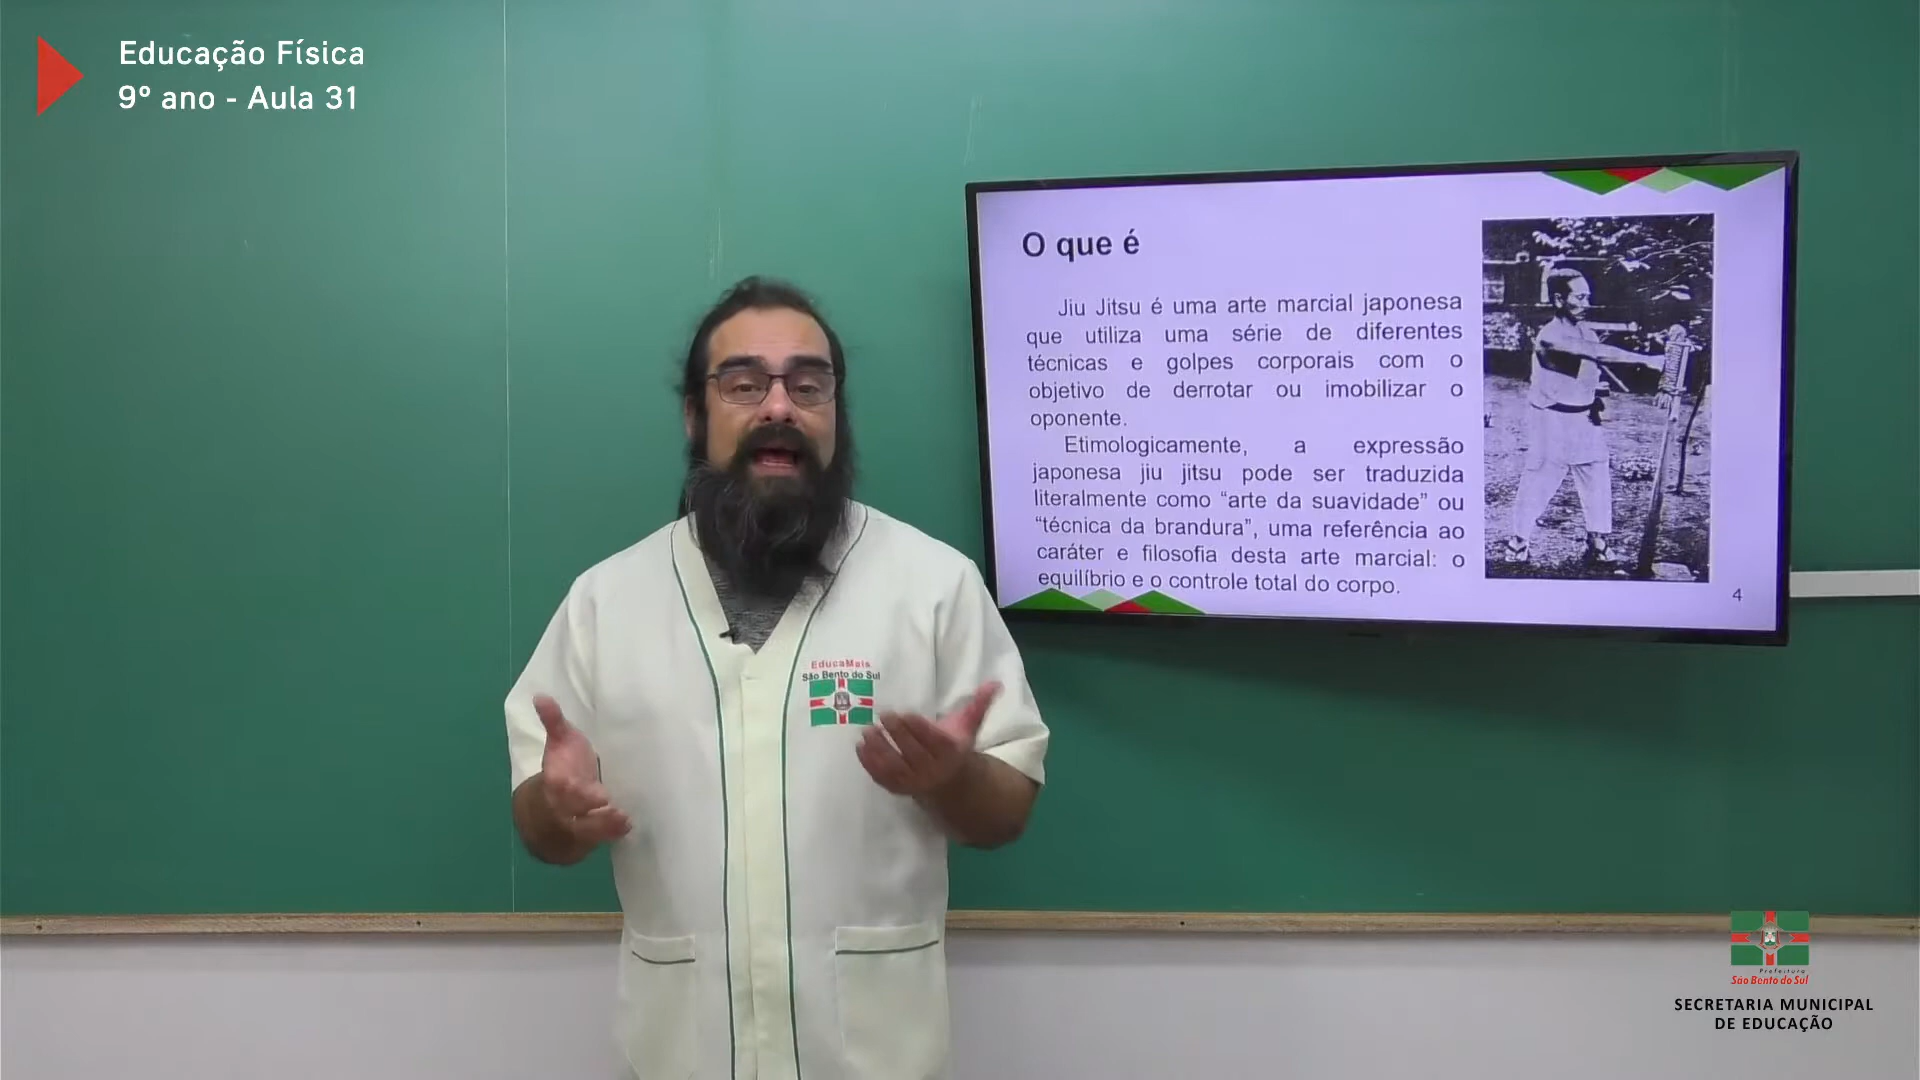 Educação Física
9º ano - Aula 31
O que é
Jiu Jitsu é uma arte marcial japonesa
que utiliza uma série de diferentes
técnicas e golpes corporais com o
objetivo de derrotar ou imobilizar o
oponente.
Etimologicamente, a expressão
japonesa jiu jitsu pode ser traduzida
literalmente como “arte da suavidade” ou
“técnica da brandura”, uma referência ao
caráter e filosofia desta arte marcial: o
equilíbrio e o controle total do corpo.
4
EducaMais
São Bento do Sul
Prefeitura
São Bento do Sul
SECRETARIA MUNICIPAL
DE EDUCAÇÃO